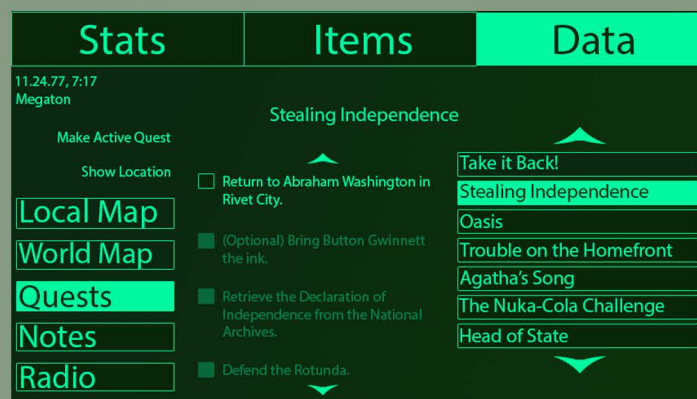 Stats
Items
Data
11.24.77, 7:17
Megaton
Make Active Quest
Show Location
Local Map
World Map
Quests
Notes
Radio
Stealing Independence
Return to Abraham Washington in
Rivet City.
(Optional) Bring Button Gwinnett
the ink.
Retrieve the Declaration of
Independence from the National
Archives.
Defend the Rotunda.
Take it Back!
Stealing Independence
Oasis
Trouble on the Homefront
Agatha's Song
The Nuka-Cola Challenge
Head of State